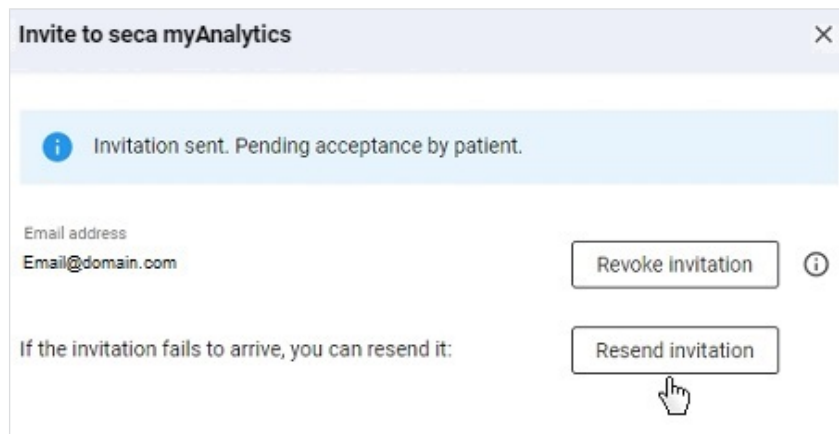 Invite to seca myAnalytics
Invitation sent. Pending acceptance by patient.
Email address
Email@domain.com
Revoke invitation
If the invitation fails to arrive, you can resend it:
Resend invitation